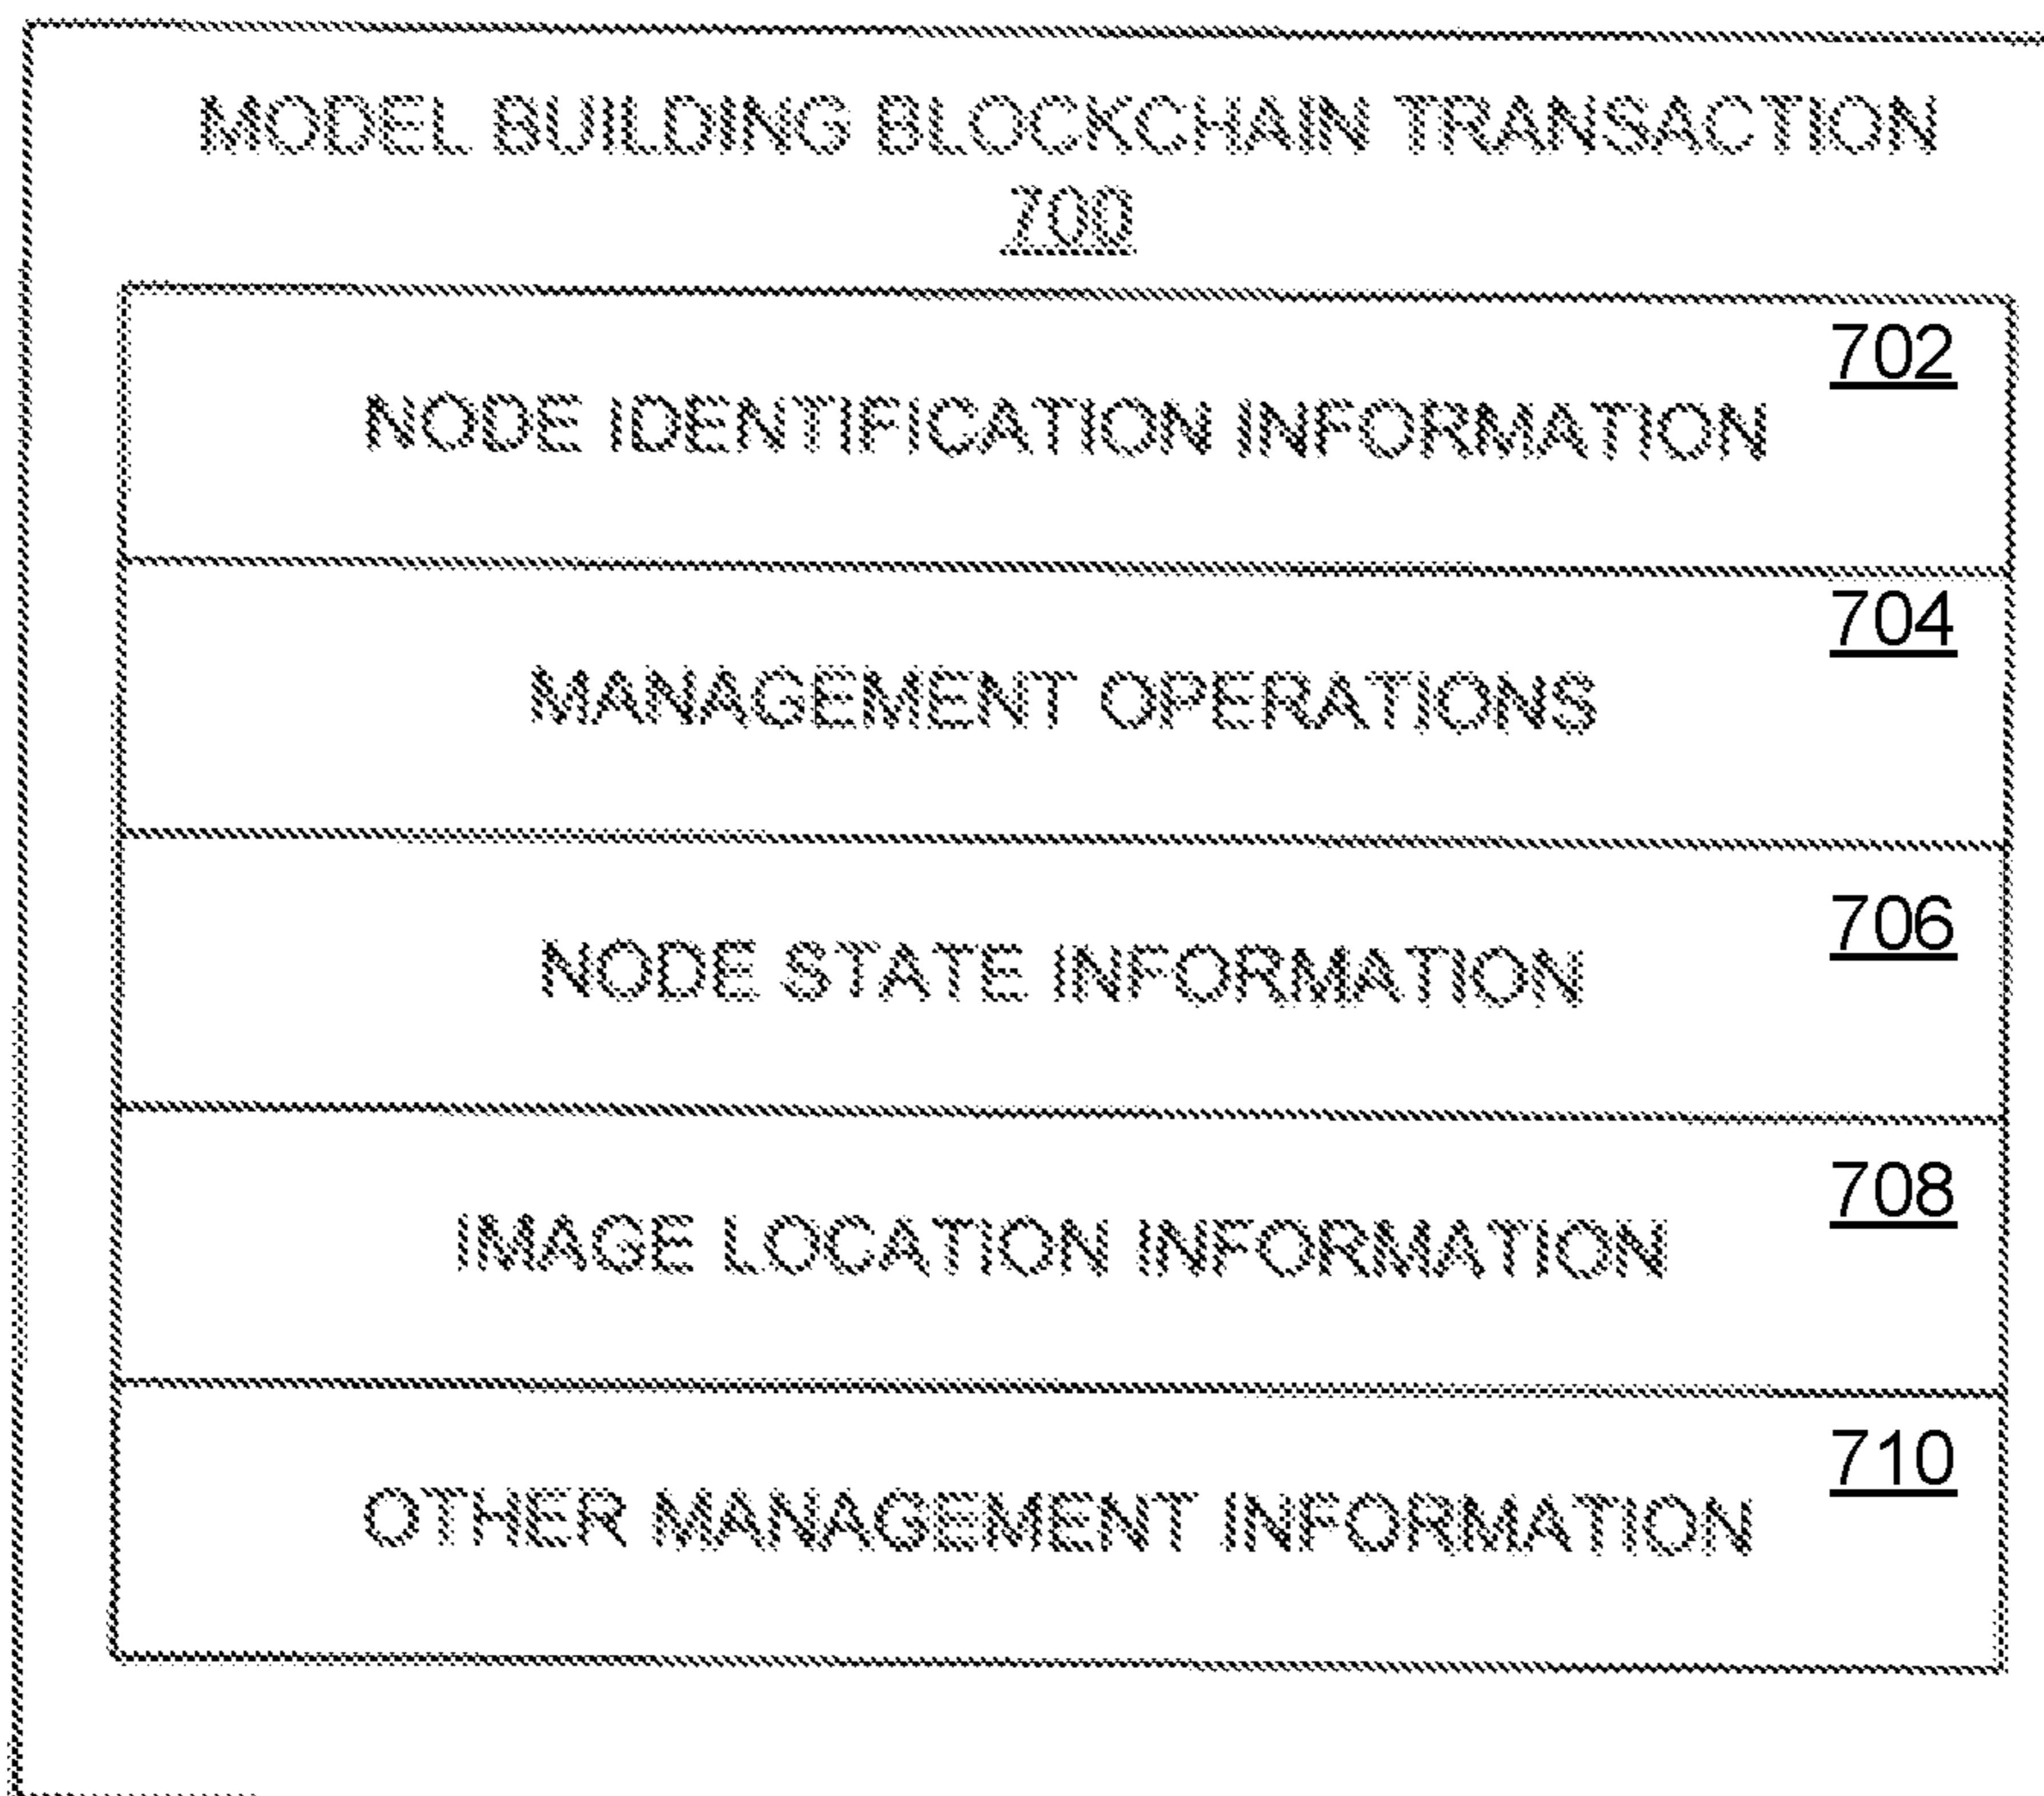 MODEL BUILDING BLOCKCHAIN TRANSACTION
700
702
NODE IDENTIFICATION INFORMATION
704
MANAGEMENT OPERATIONS
706
NODE STATE INFORMATION
708
IMAGE LOCATION INFORMATION
710
OTHER MANAGEMENT INFORMATION